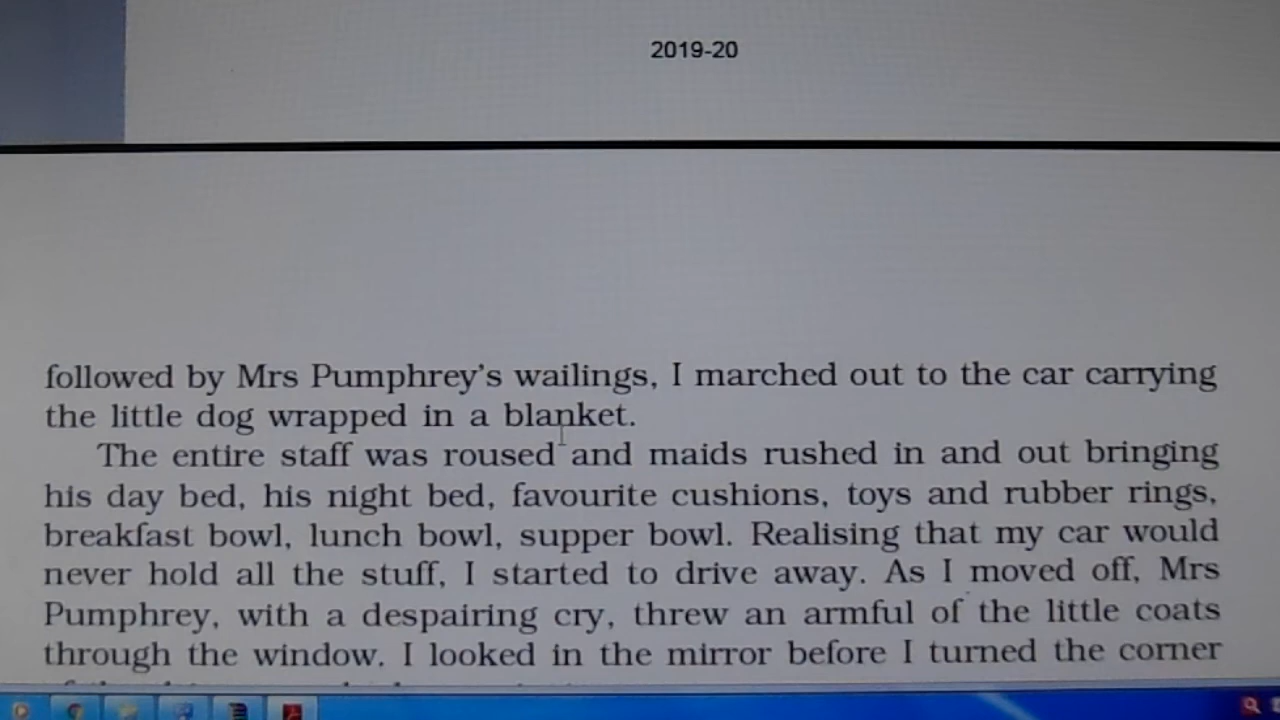 2019-20
followed by Mrs Pumphrey's wailings, I marched out to the car carrying
the little dog wrapped in a blanket.
The entire staff was roused and maids rushed in and out bringing
his day bed, his night bed, favourite cushions, toys and rubber rings,
breakfast bowl, lunch bowl, supper bowl. Realising that my car would
never hold all the stuff, I started to drive away. As I moved off, Mrs
Pumphrey, with a despairing cry, threw an armful of the little coats
through the window. I looked in the mirror before I turned the corner